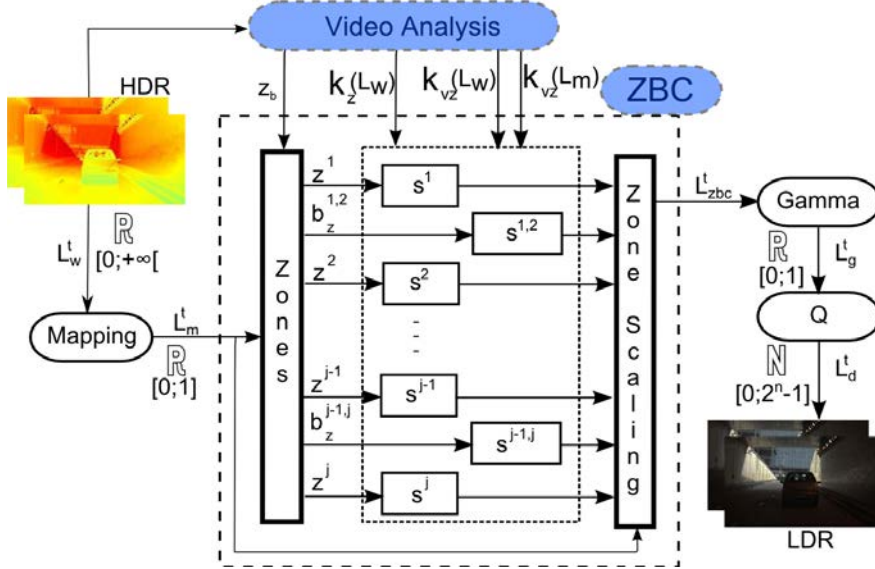 Video Analysis
HDR
z_b
k_z(L_w)
k_vz(L_w)
k_vz(L_m)
ZBC
L_w^t
ℝ
[0;+∞[
Mapping
L_m^t
ℝ
[0;1]
Zones
z^1
b_z^{1,2}
z^2
z^{j-1}
b_z^{j-1,j}
z^j
s^1
s^{1,2}
s^2
s^{j-1}
s^{j-1,j}
s^j
Zone Scaling
L_zbc^t
Gamma
ℝ
[0;1]
L_g^t
Q
ℕ
[0;2^n-1]
L_d^t
LDR